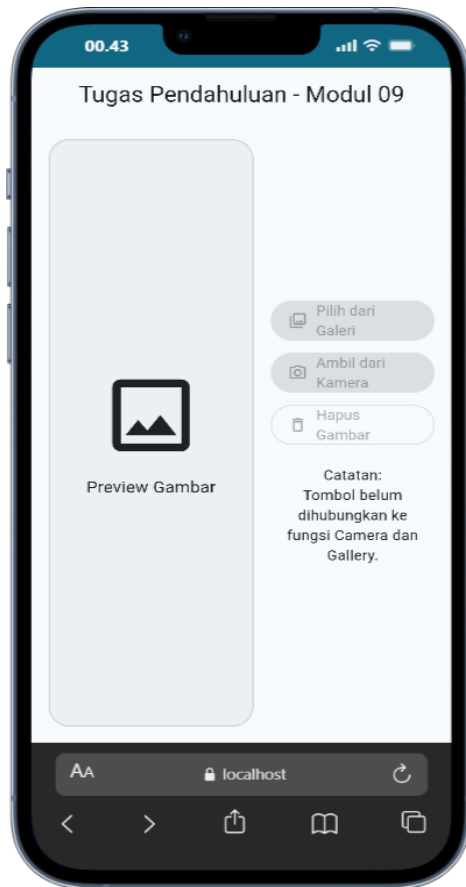 00.43
Tugas Pendahuluan - Modul 09
Pilih dari
Galeri
Ambil dari
Kamera
Hapus
Gambar
Preview Gambar
Catatan:
Tombol belum
dihubungkan ke
fungsi Camera dan
Gallery.
AA
localhost